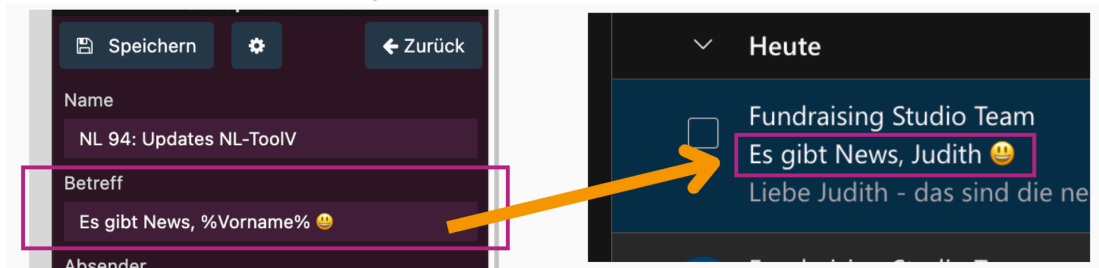 Speichern
← Zurück
Name
NL 94: Updates NL-ToolV
Betreff
Es gibt News, %Vorname% 😃
Absender
Heute
Fundraising Studio Team
Es gibt News, Judith 😃
Liebe Judith - das sind die ne